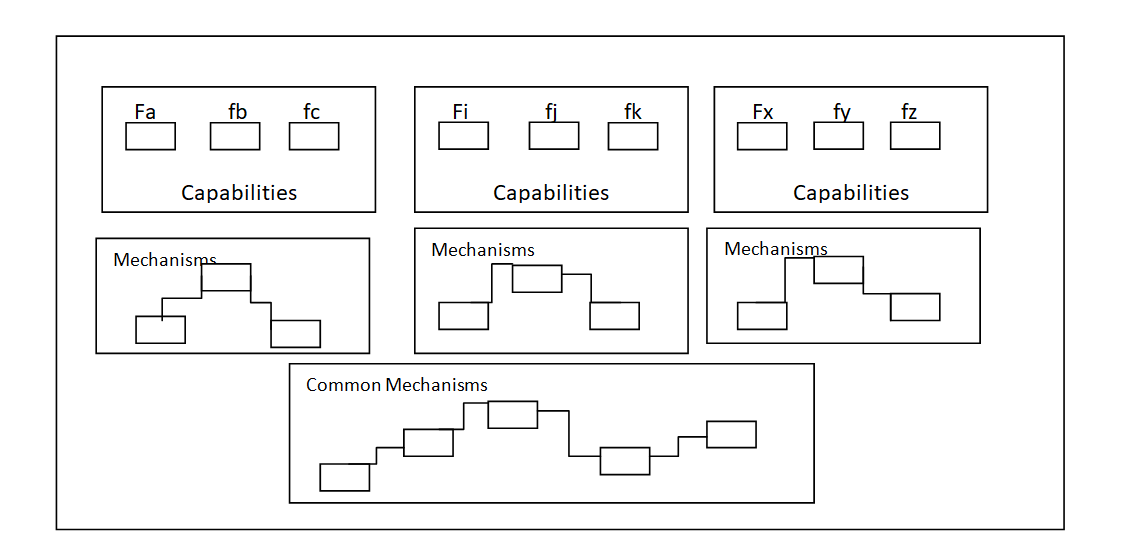 Fa fb fc
Capabilities
Fi fj fk
Capabilities
Fx fy fz
Capabilities
Mechanisms
Mechanisms
Mechanisms
Common Mechanisms